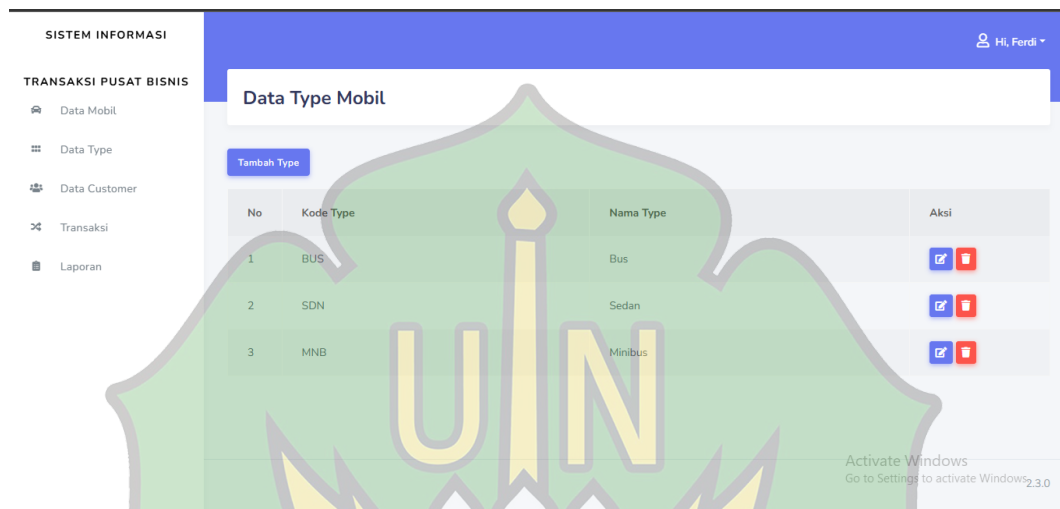 SISTEM INFORMASI
Hi, Ferdi
TRANSAKSI PUSAT BISNIS
Data Mobil
Data Type
Data Customer
Transaksi
Laporan
Data Type Mobil
Tambah Type
No Kode Type Nama Type Aksi
1 BUS Bus
2 SDN Sedan
3 MNB Minibus
UIN
Activate Windows
Go to Settings to activate Windows.
2.3.0